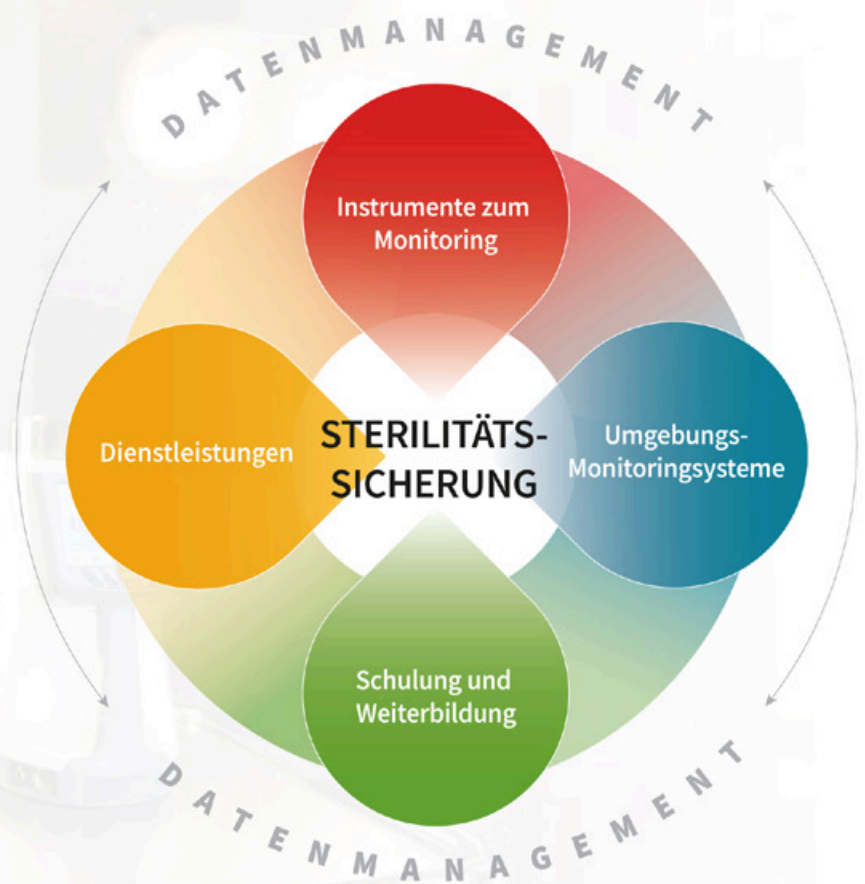 DATENMANAGEMENT
Instrumente zum
Monitoring
Dienstleistungen
STERILITÄTS-
SICHERUNG
Umgebungs-
Monitoringsysteme
Schulung und
Weiterbildung
DATENMANAGEMENT